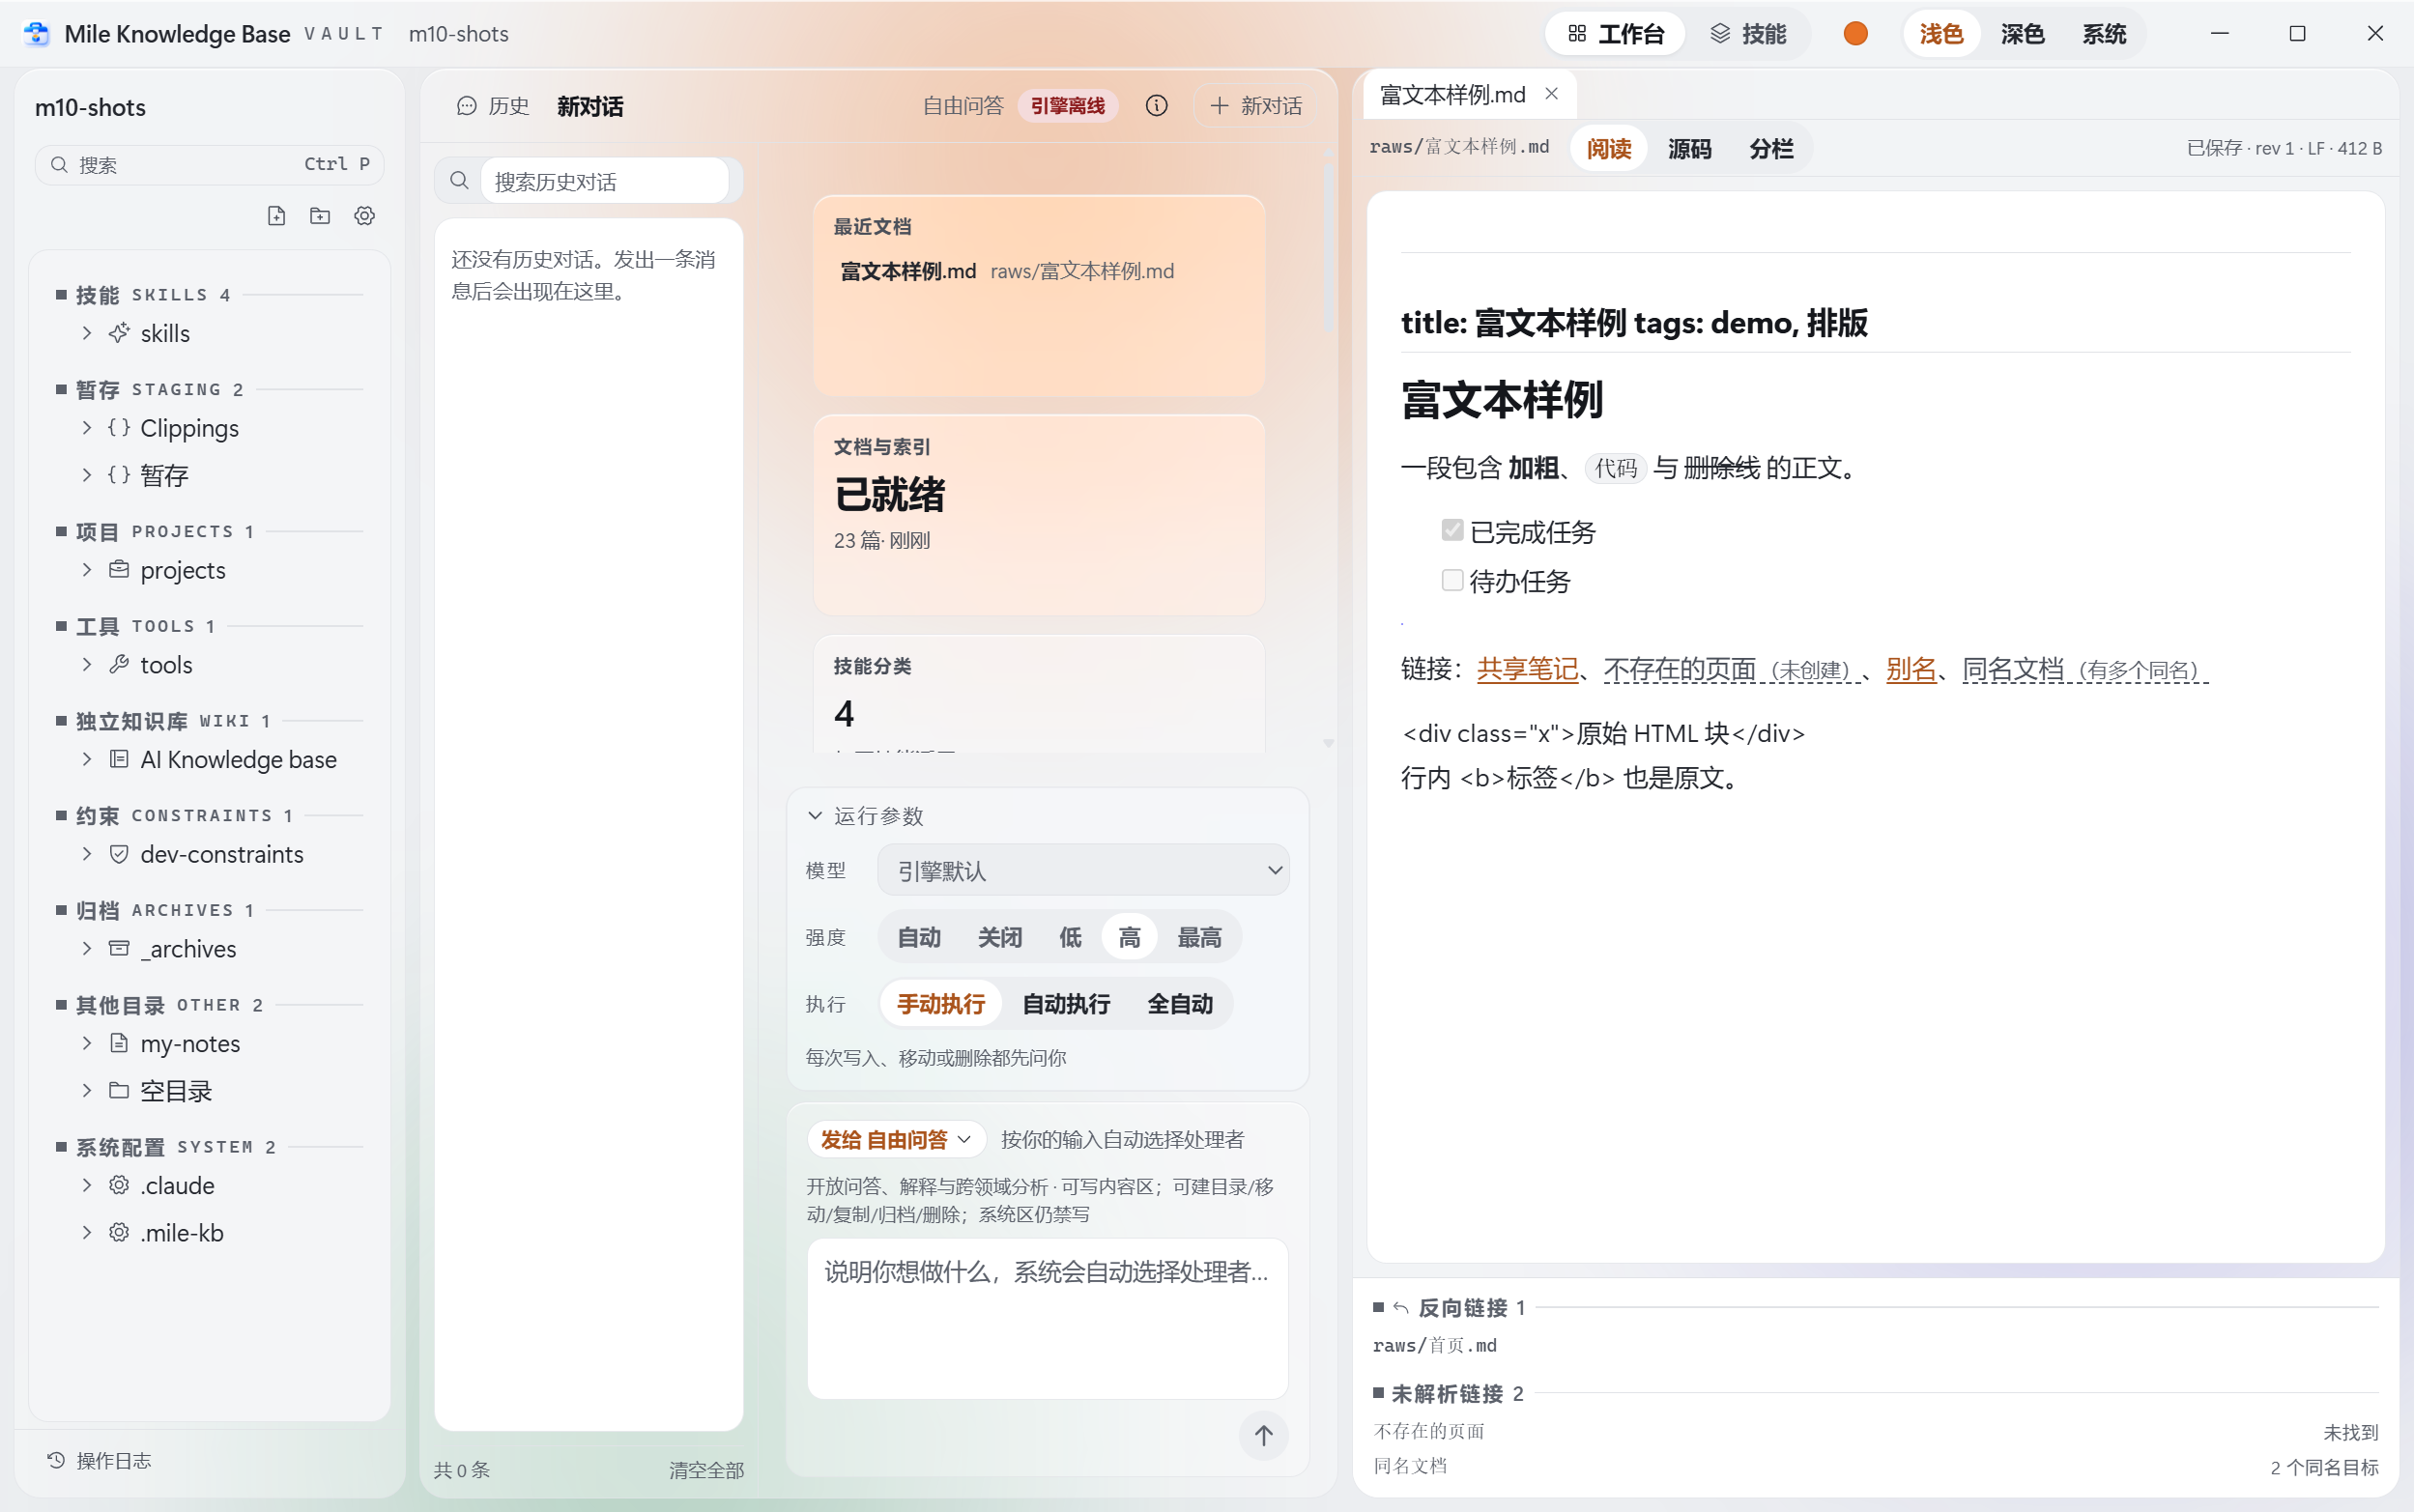 Mile Knowledge Base VAULT m10-shots
工作台 技能 浅色 深色 系统
m10-shots
搜索 Ctrl P
技能 SKILLS 4
skills
暂存 STAGING 2
Clippings
暂存
项目 PROJECTS 1
projects
工具 TOOLS 1
tools
独立知识库 WIKI 1
AI Knowledge base
约束 CONSTRAINTS 1
dev-constraints
归档 ARCHIVES 1
_archives
其他目录 OTHER 2
my-notes
空目录
系统配置 SYSTEM 2
.claude
.mile-kb
操作日志
历史 新对话 自由问答 引擎离线 新对话
搜索历史对话
还没有历史对话。发出一条消
息后会出现在这里。
共 0 条 清空全部
最近文档
富文本样例.md raws/富文本样例.md
文档与索引
已就绪
23 篇· 刚刚
技能分类
4
运行参数
模型 引擎默认
强度 自动 关闭 低 高 最高
执行 手动执行 自动执行 全自动
每次写入、移动或删除都先问你
发给 自由问答 按你的输入自动选择处理者
开放问答、解释与跨领域分析 · 可写内容区；可建目录/移
动/复制/归档/删除；系统区仍禁写
说明你想做什么，系统会自动选择处理者...
富文本样例.md
raws/富文本样例.md 阅读 源码 分栏 已保存 · rev 1 · LF · 412 B
title: 富文本样例 tags: demo, 排版
富文本样例
一段包含 加粗、 代码 与 删除线 的正文。
已完成任务
待办任务
链接：共享笔记、不存在的页面（未创建）、别名、同名文档（有多个同名）
<div class="x">原始 HTML 块</div>
行内 <b>标签</b> 也是原文。
反向链接 1
raws/首页.md
未解析链接 2
不存在的页面 未找到
同名文档 2 个同名目标